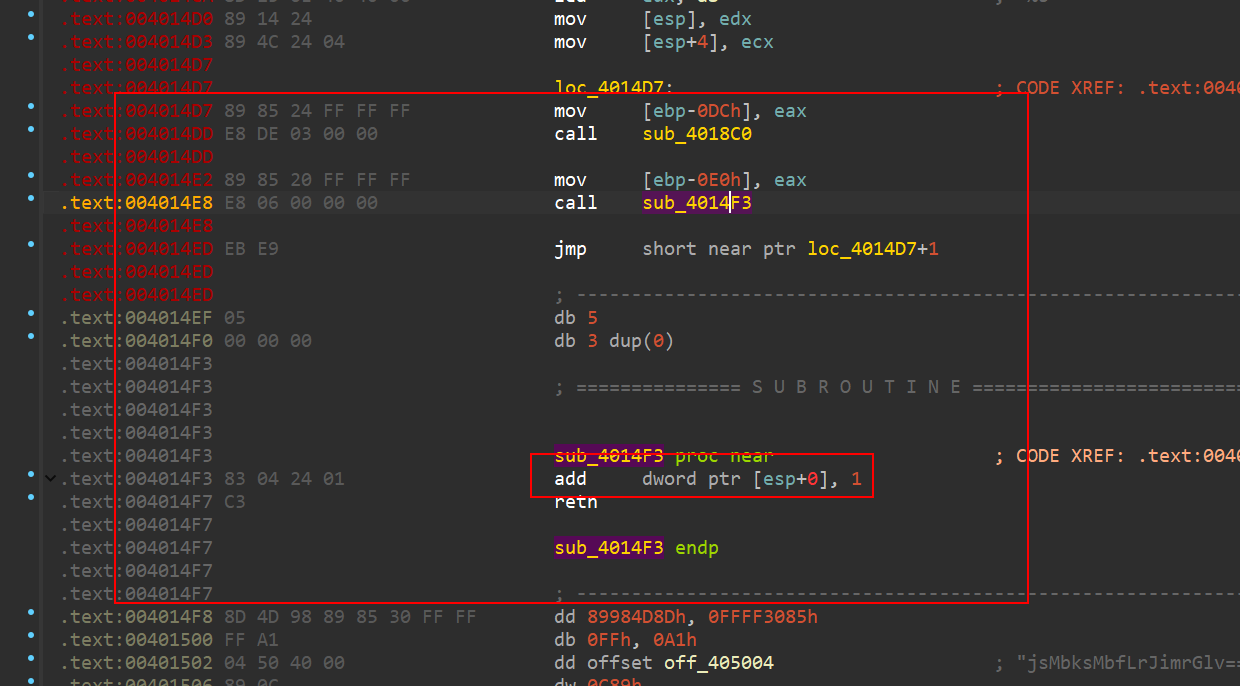 .text:004014D0 89 14 24 mov [esp], edx
.text:004014D3 89 4C 24 04 mov [esp+4], ecx
.text:004014D7
.text:004014D7 loc_4014D7: ; CODE XREF: .text:0040
.text:004014D7 89 85 24 FF FF FF mov [ebp-0DCh], eax
.text:004014DD E8 DE 03 00 00 call sub_4018C0
.text:004014DD
.text:004014E2 89 85 20 FF FF FF mov [ebp-0E0h], eax
.text:004014E8 E8 06 00 00 00 call sub_4014F3
.text:004014E8
.text:004014ED EB E9 jmp short near ptr loc_4014D7+1
.text:004014ED
.text:004014ED ; ---------------------------------------------------------------
.text:004014EF 05 db 5
.text:004014F0 00 00 00 db 3 dup(0)
.text:004014F3
.text:004014F3 ; =============== S U B R O U T I N E =========================
.text:004014F3
.text:004014F3
.text:004014F3 sub_4014F3 proc near ; CODE XREF: .text:0040
.text:004014F3 83 04 24 01 add dword ptr [esp+0], 1
.text:004014F7 C3 retn
.text:004014F7
.text:004014F7 sub_4014F3 endp
.text:004014F7
.text:004014F7 ; ---------------------------------------------------------------
.text:004014F8 8D 4D 98 89 85 30 FF FF dd 89984D8Dh, 0FFFF3085h
.text:00401500 FF A1 db 0FFh, 0A1h
.text:00401502 04 50 40 00 dd offset off_405004 ; "jsMbksMbfLrJimrGlv==
.text:00401506 89 0C dw 0C89h